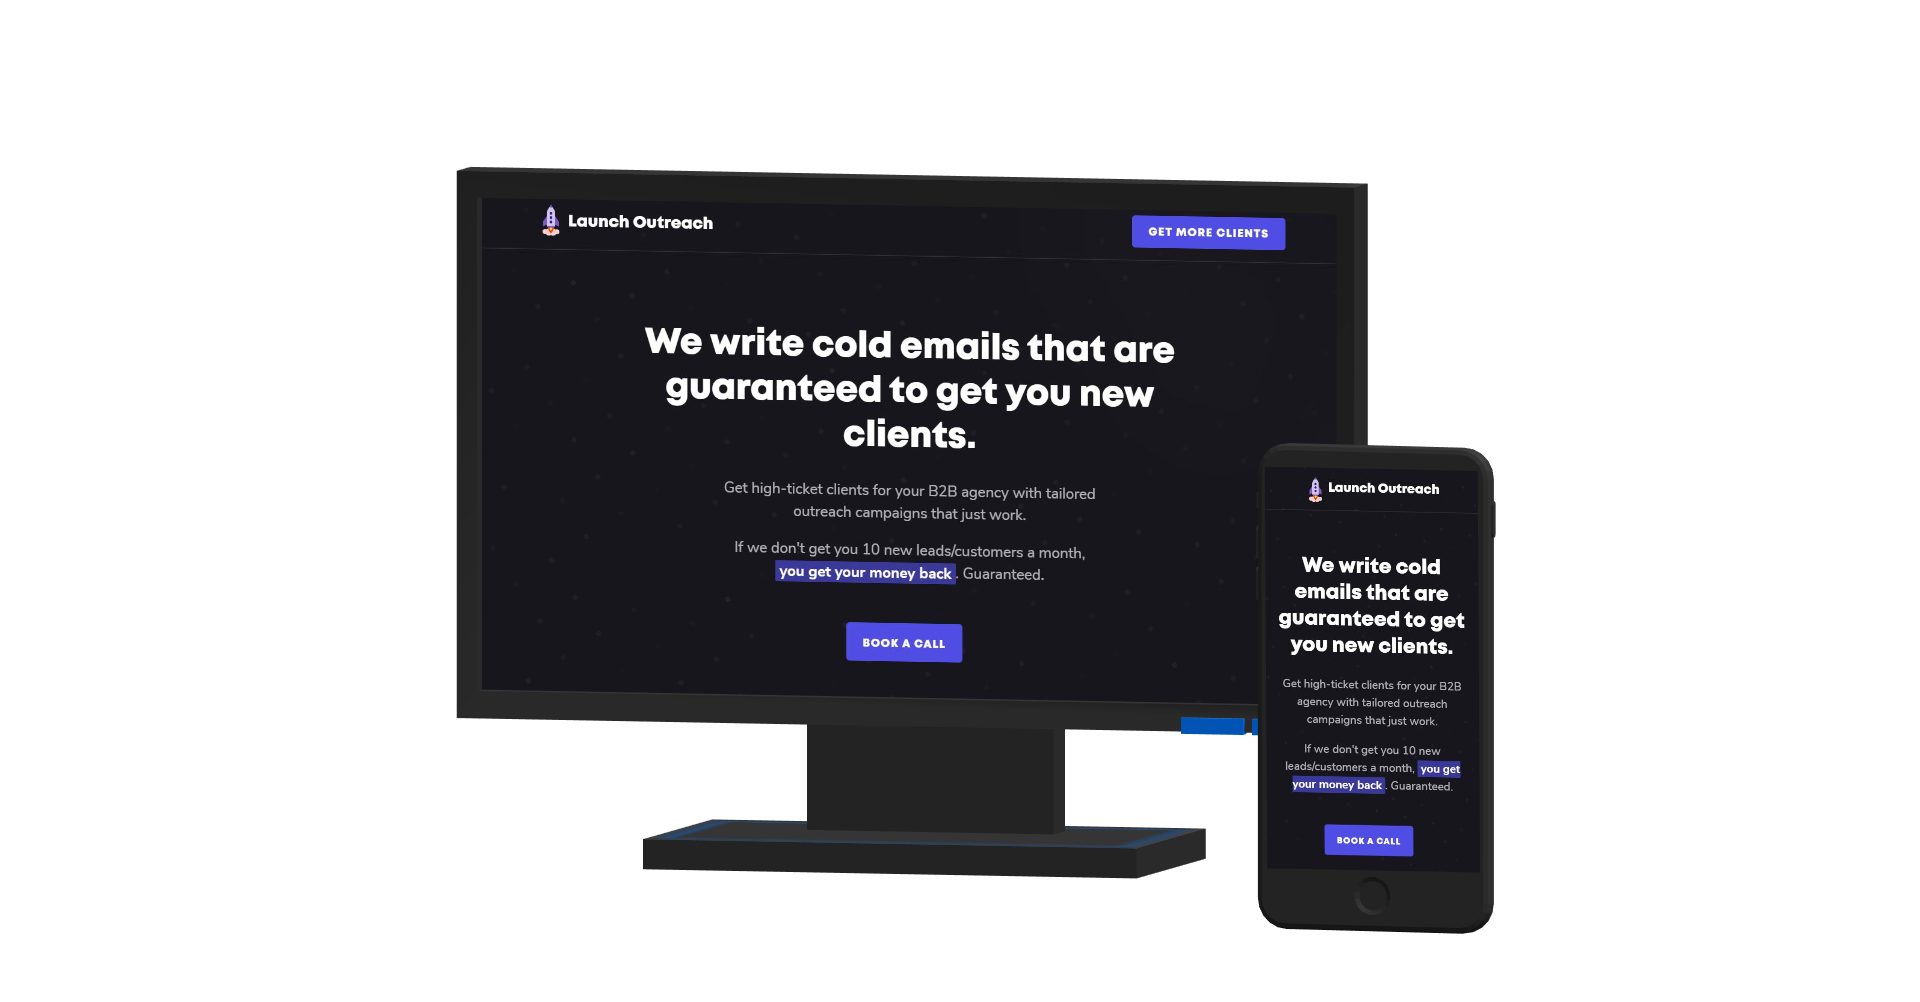 Launch Outreach
GET MORE CLIENTS
We write cold emails that are
guaranteed to get you new
clients.
Get high-ticket clients for your B2B agency with tailored
outreach campaigns that just work.
If we don't get you 10 new leads/customers a month,
you get your money back. Guaranteed.
BOOK A CALL
Launch Outreach
We write cold
emails that are
guaranteed to get
you new clients.
Get high-ticket clients for your B2B
agency with tailored outreach
campaigns that just work.
If we don't get you 10 new
leads/customers a month, you get
your money back. Guaranteed.
BOOK A CALL